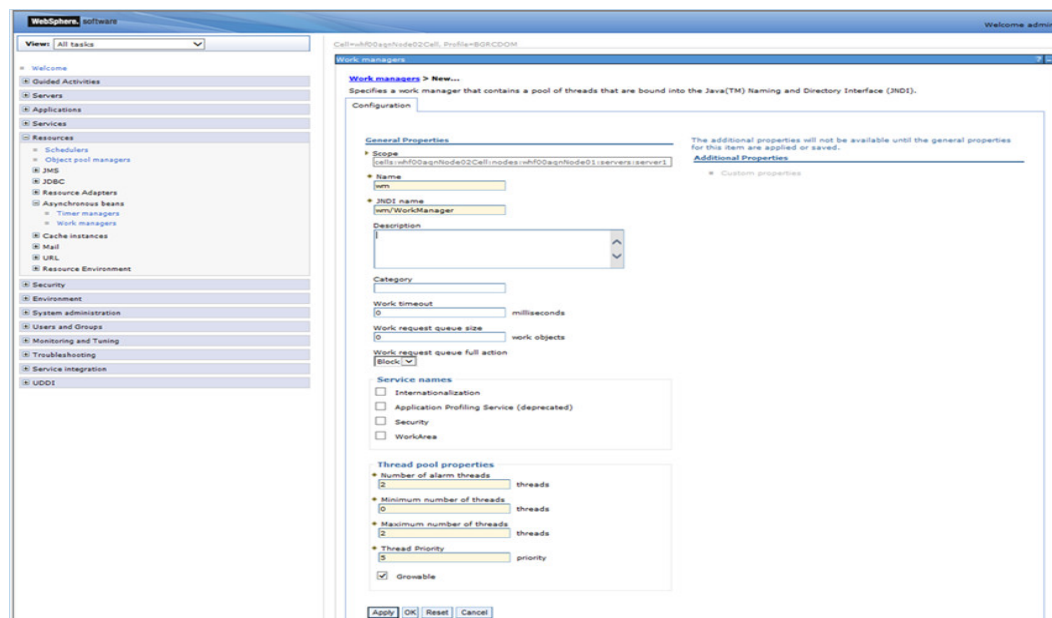 WebSphere. software
Welcome admin
View: All tasks
Welcome
Guided Activities
Servers
Applications
Services
Resources
Schedulers
Object pool managers
JMS
JDBC
Resource Adapters
Asynchronous beans
Timer managers
Work managers
Cache instances
Mail
URL
Resource Environment
Security
Environment
System administration
Users and Groups
Monitoring and Tuning
Troubleshooting
Service integration
UDDI
Cell=whf00aqnNode02Cell, Profile=BORCDOM
Work managers
Work managers > New...
Specifies a work manager that contains a pool of threads that are bound into the Java(TM) Naming and Directory Interface (JNDI).
Configuration
General Properties
Scope
cells:whf00aqnNode02Cell:nodes:whf00aqnNode01:servers:server1
Name
wm
JNDI name
wm/WorkManager
Description
Category
Work timeout
0 milliseconds
Work request queue size
0 work objects
Work request queue full action
Block
Service names
Internationalization
Application Profiling Service (deprecated)
Security
WorkArea
Thread pool properties
Number of alarm threads
2 threads
Minimum number of threads
0 threads
Maximum number of threads
2 threads
Thread Priority
5 priority
Growable
Apply OK Reset Cancel
The additional properties will not be available until the general properties
for this item are applied or saved.
Additional Properties
Custom properties